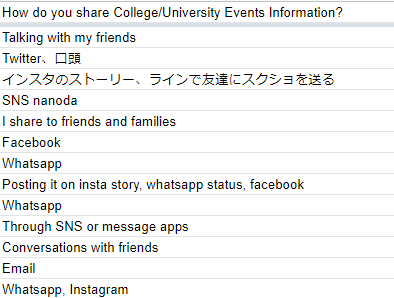 How do you share College/University Events Information?
Talking with my friends
Twitter、口頭
インスタのストーリー、ラインで友達にスクショを送る
SNS nanoda
I share to friends and families
Facebook
Whatsapp
Posting it on insta story, whatsapp status, facebook
Whatsapp
Through SNS or message apps
Conversations with friends
Email
Whatsapp, Instagram